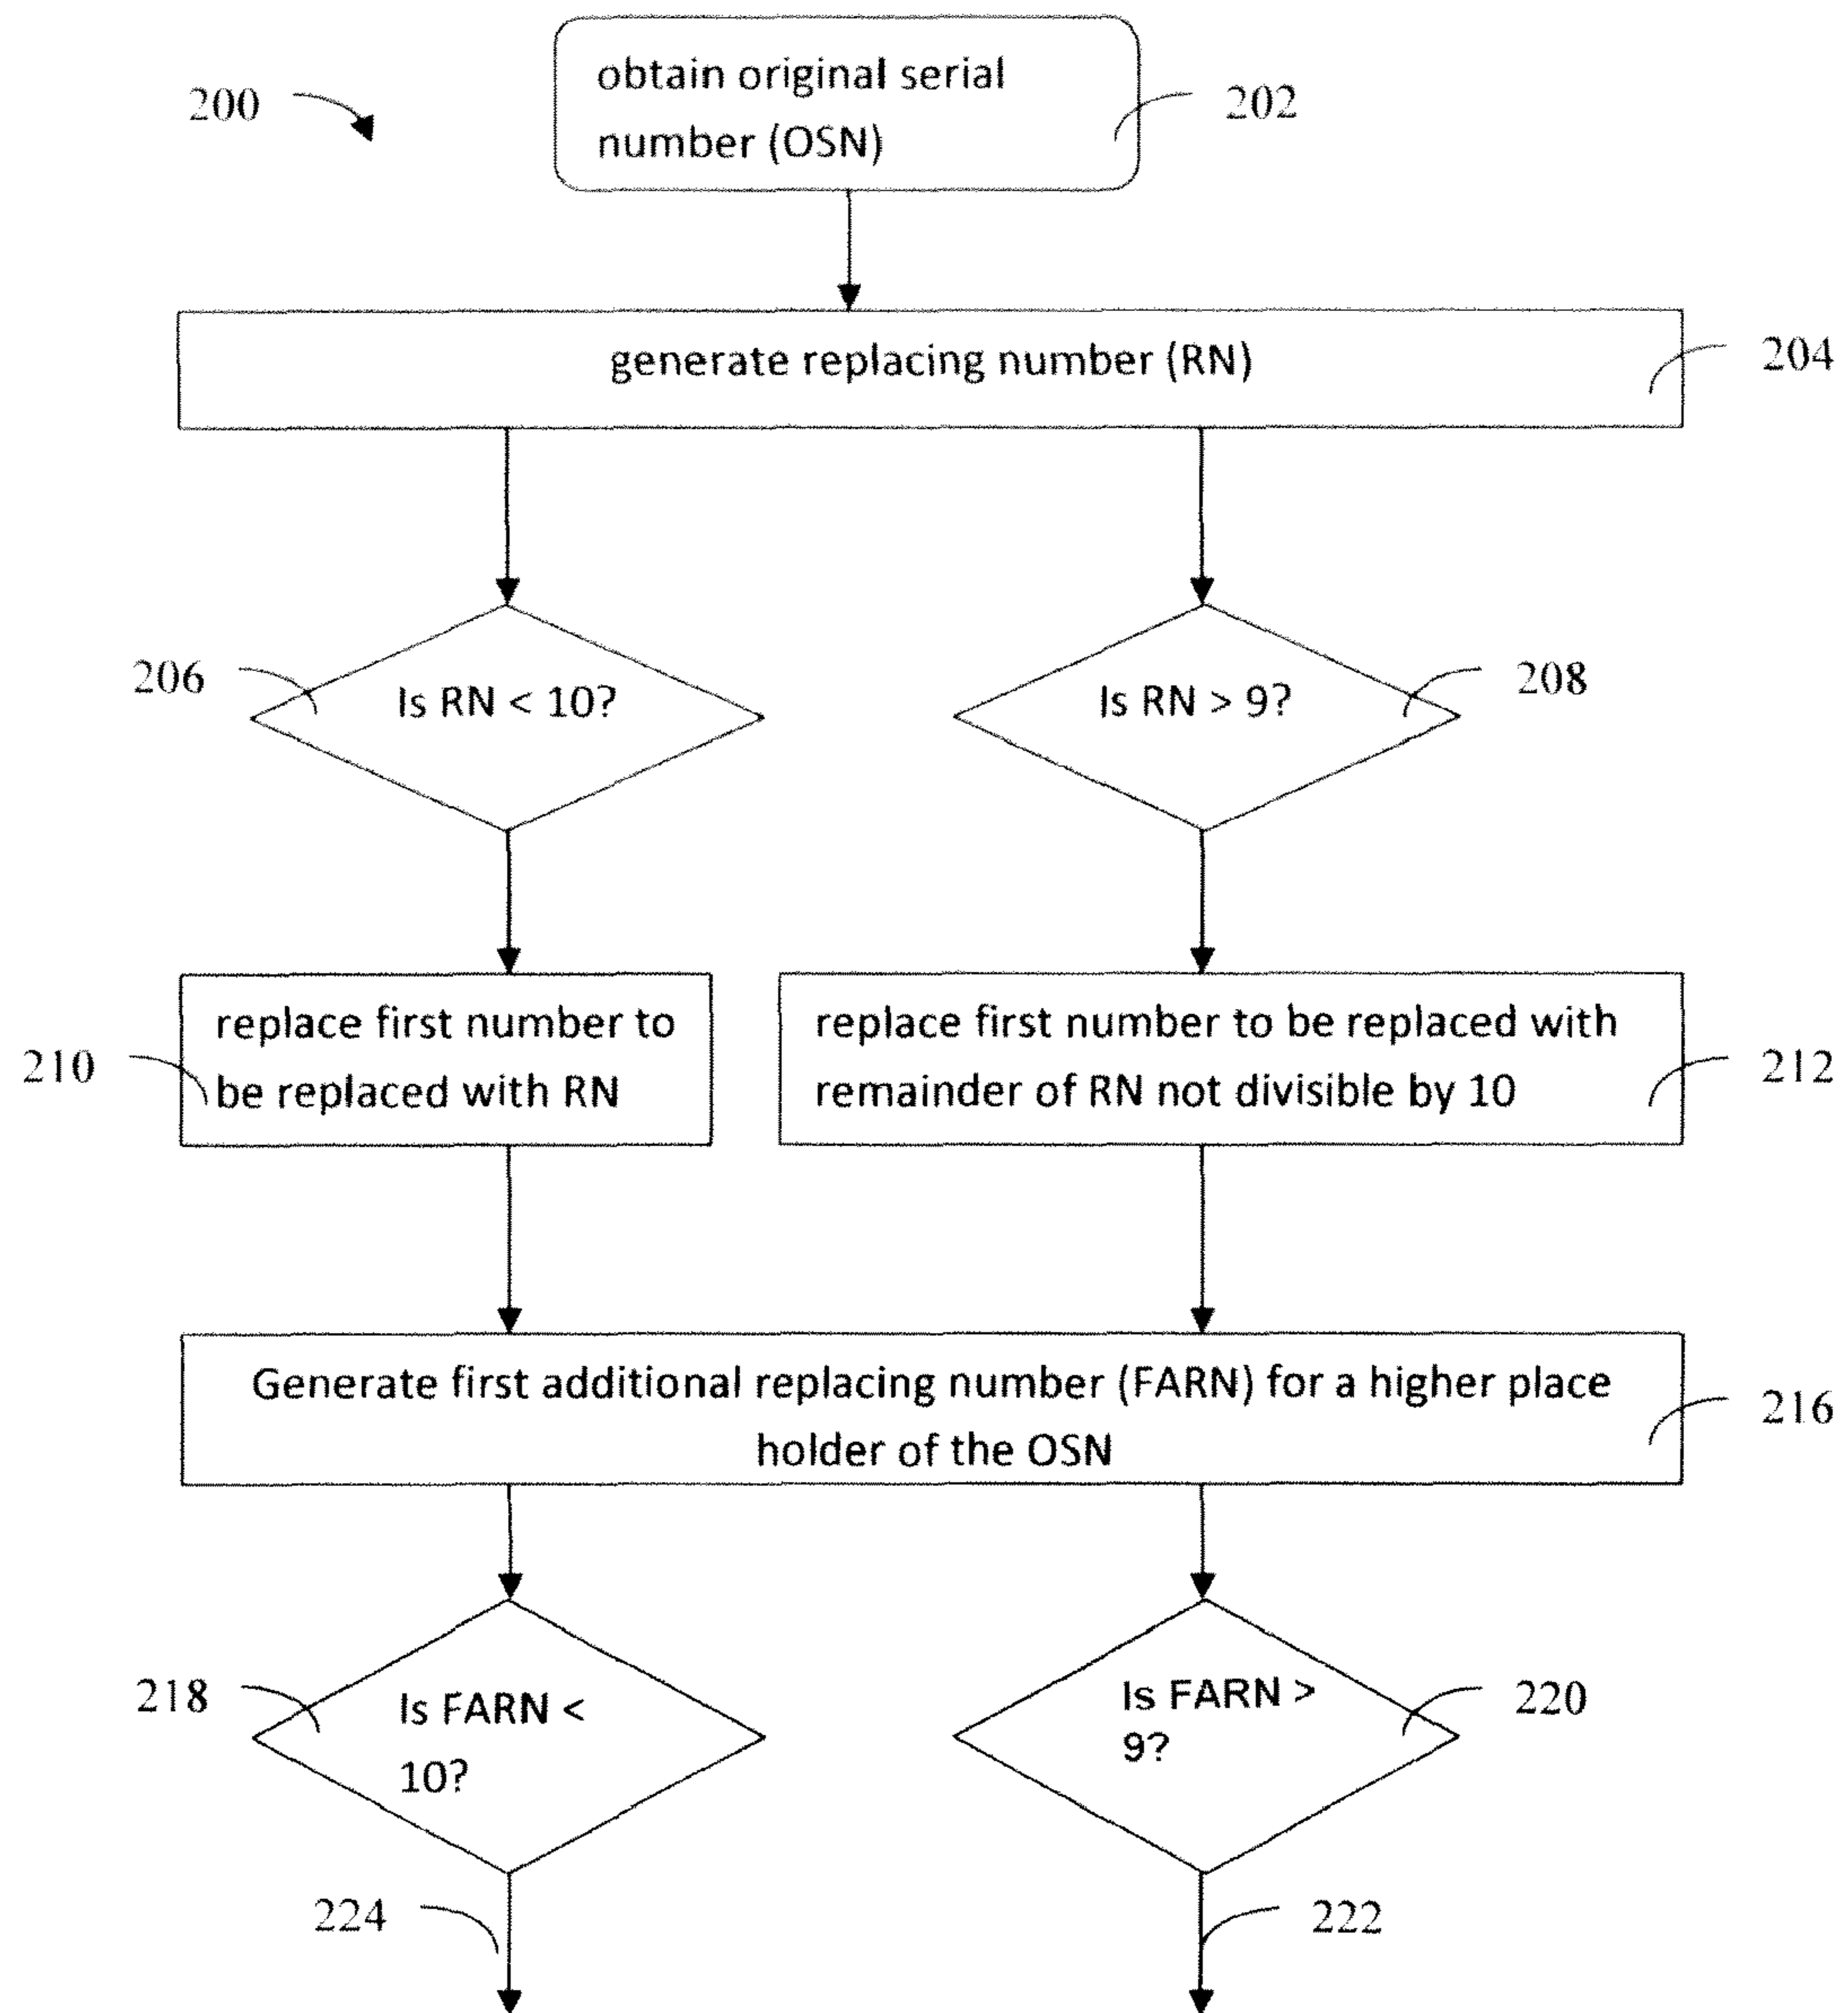 200
obtain original serial
number (OSN)
202
generate replacing number (RN)
204
206
Is RN < 10?
Is RN > 9?
208
210
replace first number to
be replaced with RN
replace first number to be replaced with
remainder of RN not divisible by 10
212
Generate first additional replacing number (FARN) for a higher place
holder of the OSN
216
218
Is FARN <
10?
Is FARN >
9?
220
224
222